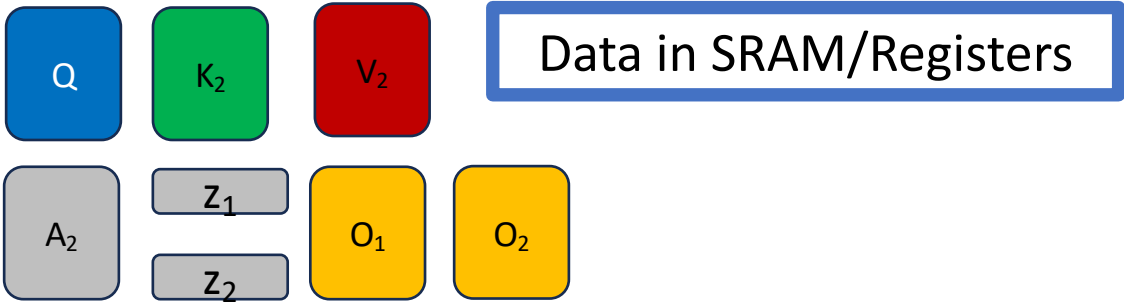 Q
K₂
V₂
Data in SRAM/Registers
A₂
z₁
z₂
O₁
O₂